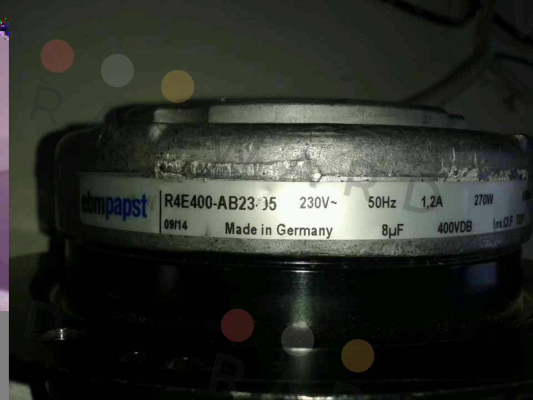 ebmpapst R4E400-AB23-05 230V~ 50Hz 1,2A 270W
09/14 Made in Germany 8µF 400VDB